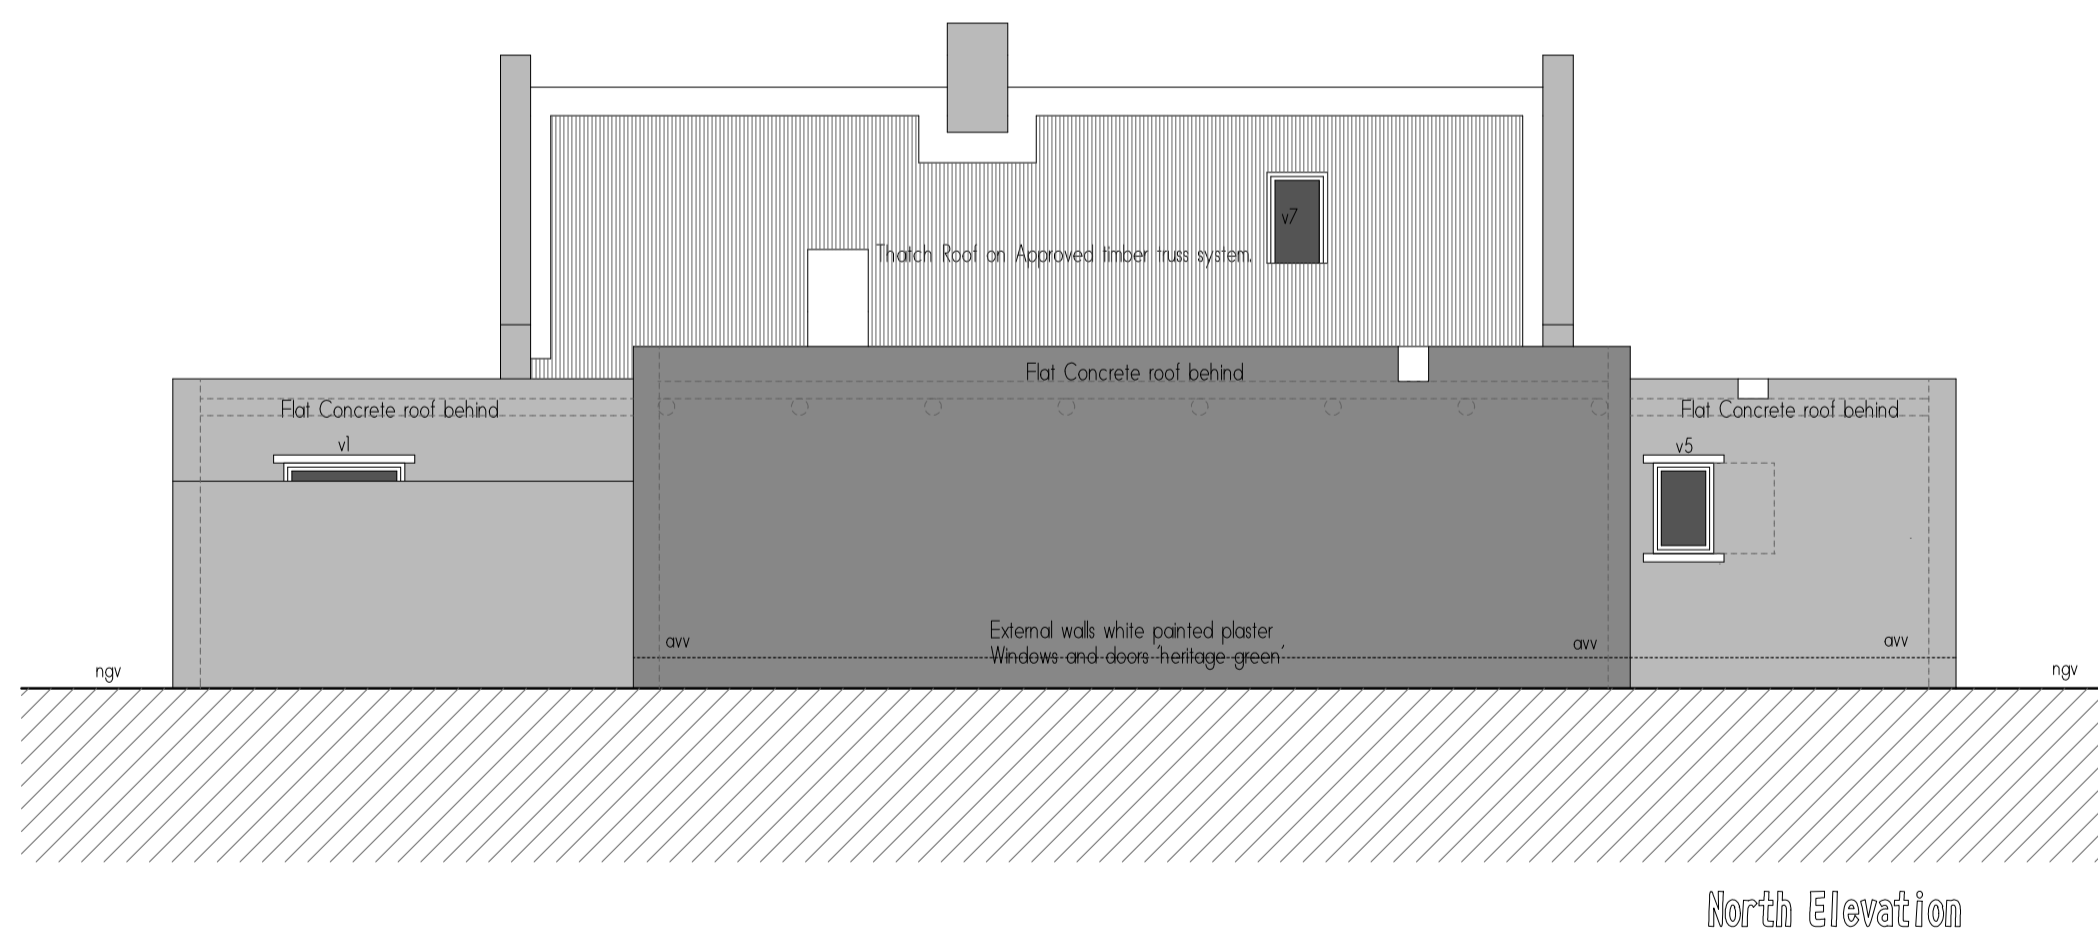 v7
Thatch Roof on Approved timber truss system.
Flat Concrete roof behind
Flat Concrete roof behind
Flat Concrete roof behind
v1
v5
External walls white painted plaster
avv
avv
avv
Windows and doors 'heritage green'
ngv
ngv
North Elevation